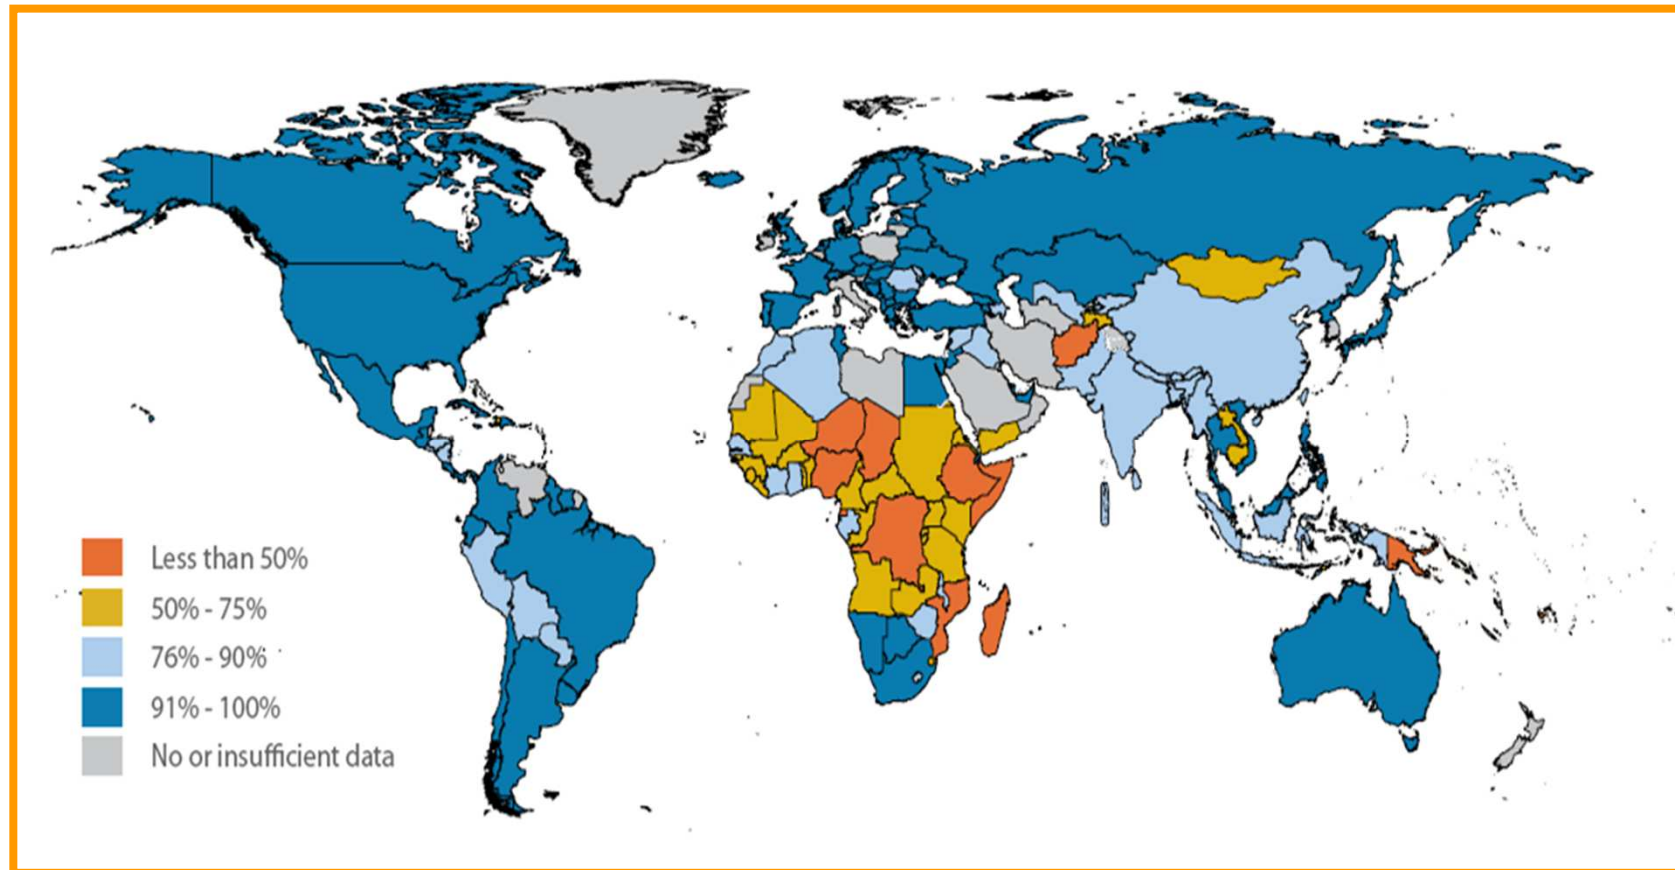 Less than 50%
50% - 75%
76% - 90%
91% - 100%
No or insufficient data